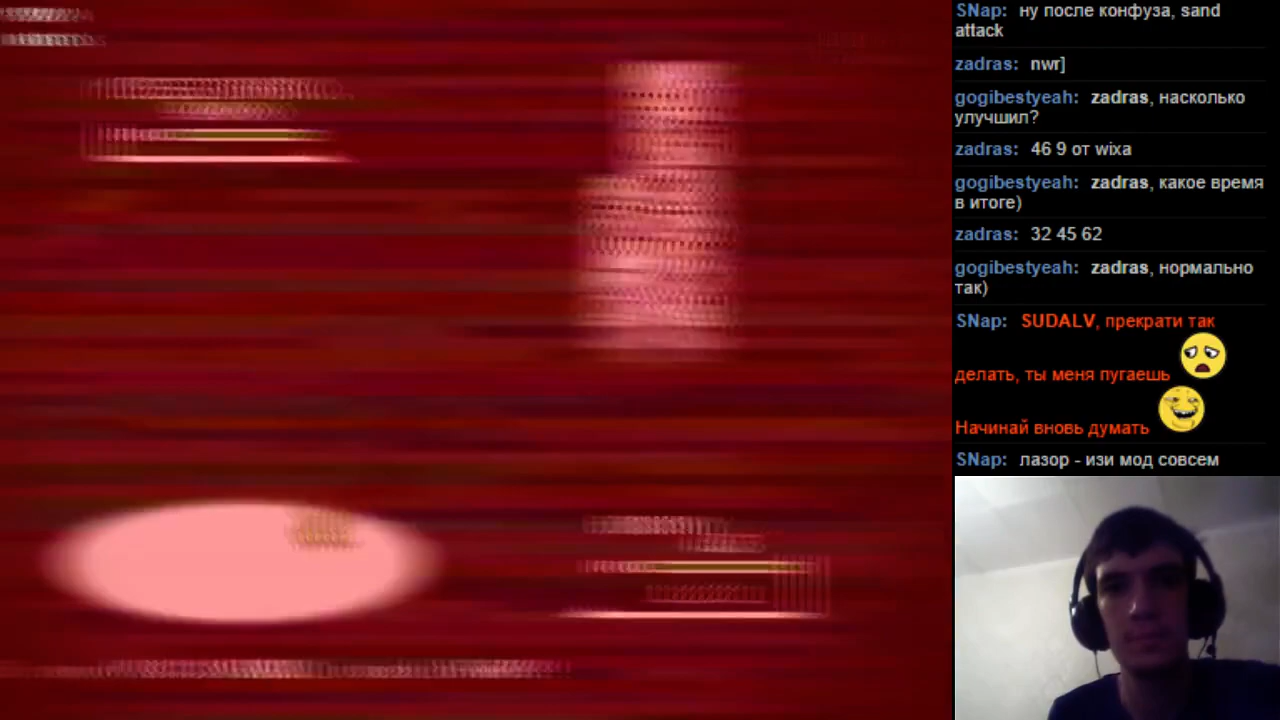 SNap: ну после конфуза, sand
attack
zadras: nwr]
gogibestyeah: zadras, насколько
улучшил?
zadras: 46 9 от wixa
gogibestyeah: zadras, какое время
в итоге)
zadras: 32 45 62
gogibestyeah: zadras, нормально
так)
SNap: SUDALV, прекрати так
делать, ты меня пугаешь
Начинай вновь думать
SNap: лазор - изи мод совсем